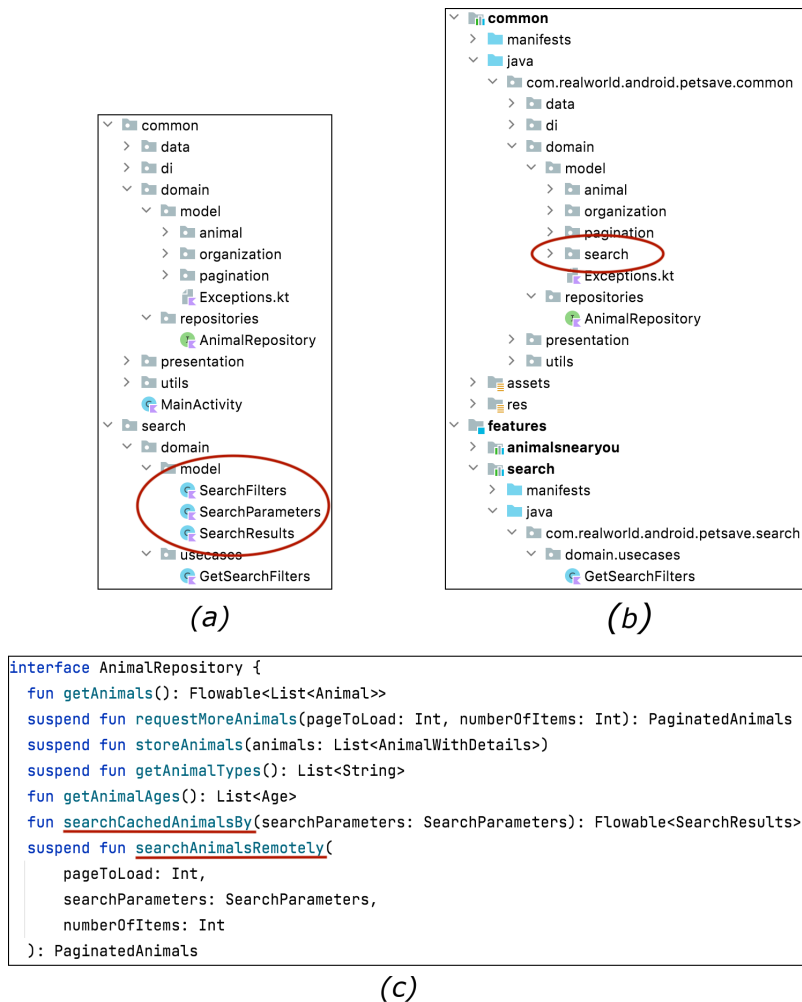 common
data
di
domain
model
animal
organization
pagination
Exceptions.kt
repositories
AnimalRepository
presentation
utils
MainActivity
search
domain
model
SearchFilters
SearchParameters
SearchResults
usecases
GetSearchFilters
(a)
common
manifests
java
com.realworld.android.petsave.common
data
di
domain
model
animal
organization
pagination
search
Exceptions.kt
repositories
AnimalRepository
presentation
utils
assets
res
features
animalsnearyou
search
manifests
java
com.realworld.android.petsave.search
domain.usecases
GetSearchFilters
(b)
interface AnimalRepository {
fun getAnimals(): Flowable<List<Animal>>
suspend fun requestMoreAnimals(pageToLoad: Int, numberOfItems: Int): PaginatedAnimals
suspend fun storeAnimals(animals: List<AnimalWithDetails>)
suspend fun getAnimalTypes(): List<String>
fun getAnimalAges(): List<Age>
fun searchCachedAnimalsBy(searchParameters: SearchParameters): Flowable<SearchResults>
suspend fun searchAnimalsRemotely(
pageToLoad: Int,
searchParameters: SearchParameters,
numberOfItems: Int
): PaginatedAnimals
(c)